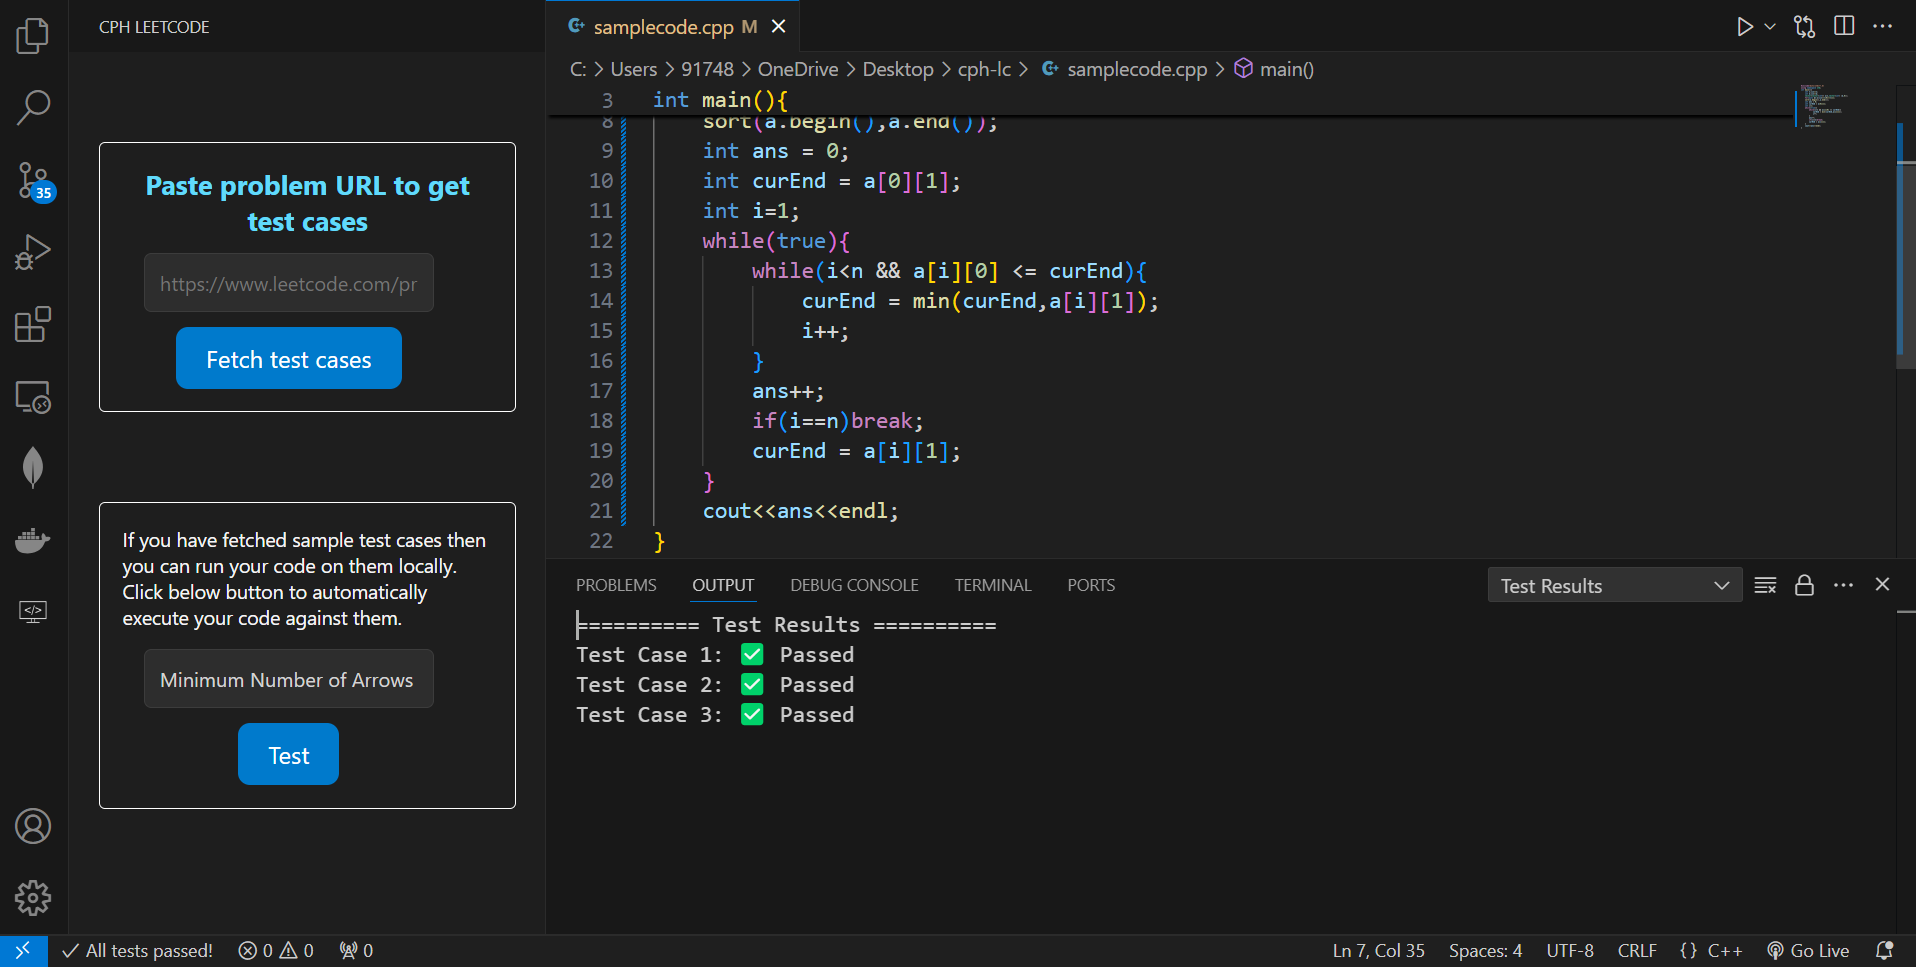 CPH LEETCODE
35
Paste problem URL to get
test cases
https://www.leetcode.com/pr
Fetch test cases
If you have fetched sample test cases then
you can run your code on them locally.
Click below button to automatically
execute your code against them.
Minimum Number of Arrows
Test
samplecode.cpp M
C: > Users > 91748 > OneDrive > Desktop > cph-lc > samplecode.cpp > main()
3 int main(){
8 sort(a.begin(),a.end());
9 int ans = 0;
10 int curEnd = a[0][1];
11 int i=1;
12 while(true){
13 while(i<n && a[i][0] <= curEnd){
14 curEnd = min(curEnd,a[i][1]);
15 i++;
16 }
17 ans++;
18 if(i==n)break;
19 curEnd = a[i][1];
20 }
21 cout<<ans<<endl;
22 }
PROBLEMS OUTPUT DEBUG CONSOLE TERMINAL PORTS Test Results
========== Test Results ==========
Test Case 1: ✅ Passed
Test Case 2: ✅ Passed
Test Case 3: ✅ Passed
All tests passed! 0 0 0 Ln 7, Col 35 Spaces: 4 UTF-8 CRLF {} C++ Go Live